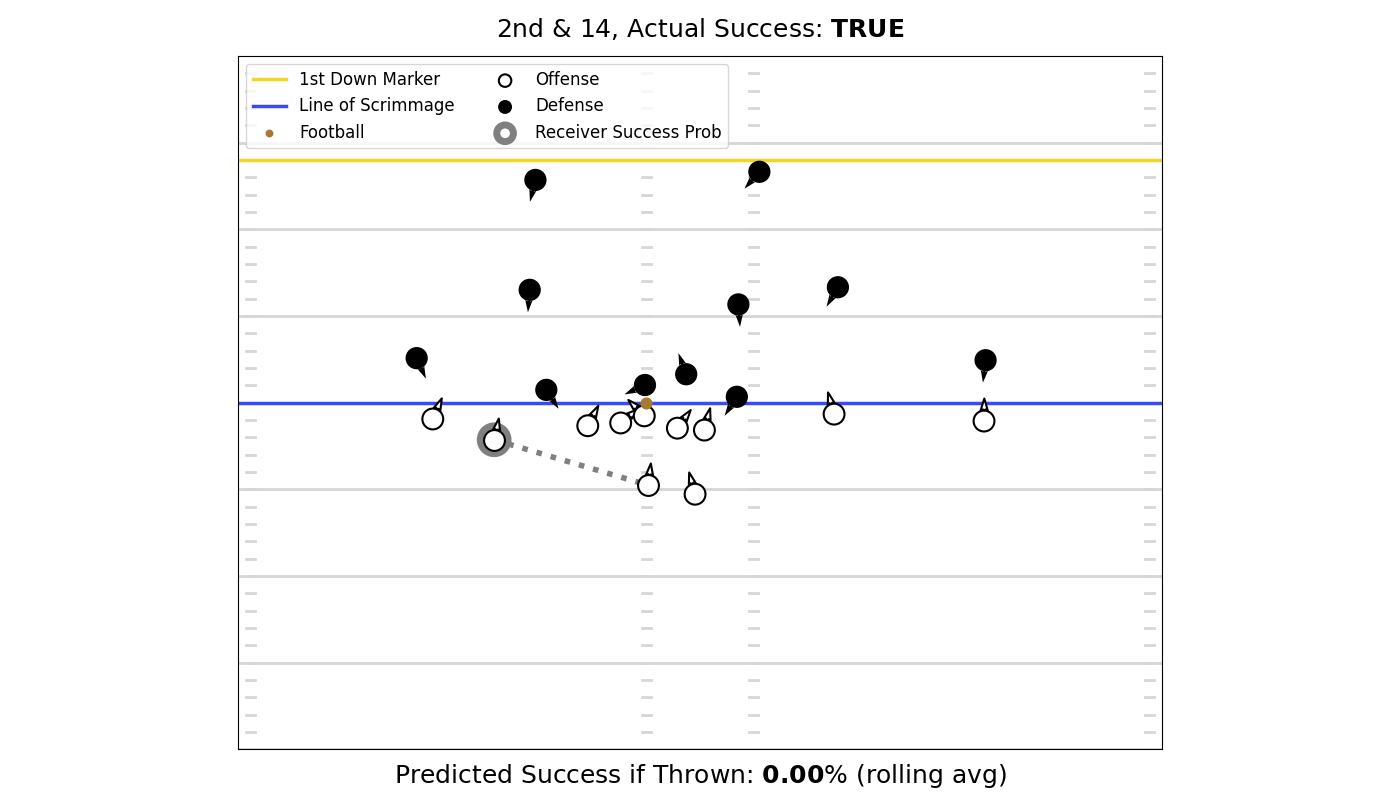 2nd & 14, Actual Success: TRUE
1st Down Marker
Line of Scrimmage
Football
Offense
Defense
Receiver Success Prob
Predicted Success if Thrown: 0.00% (rolling avg)